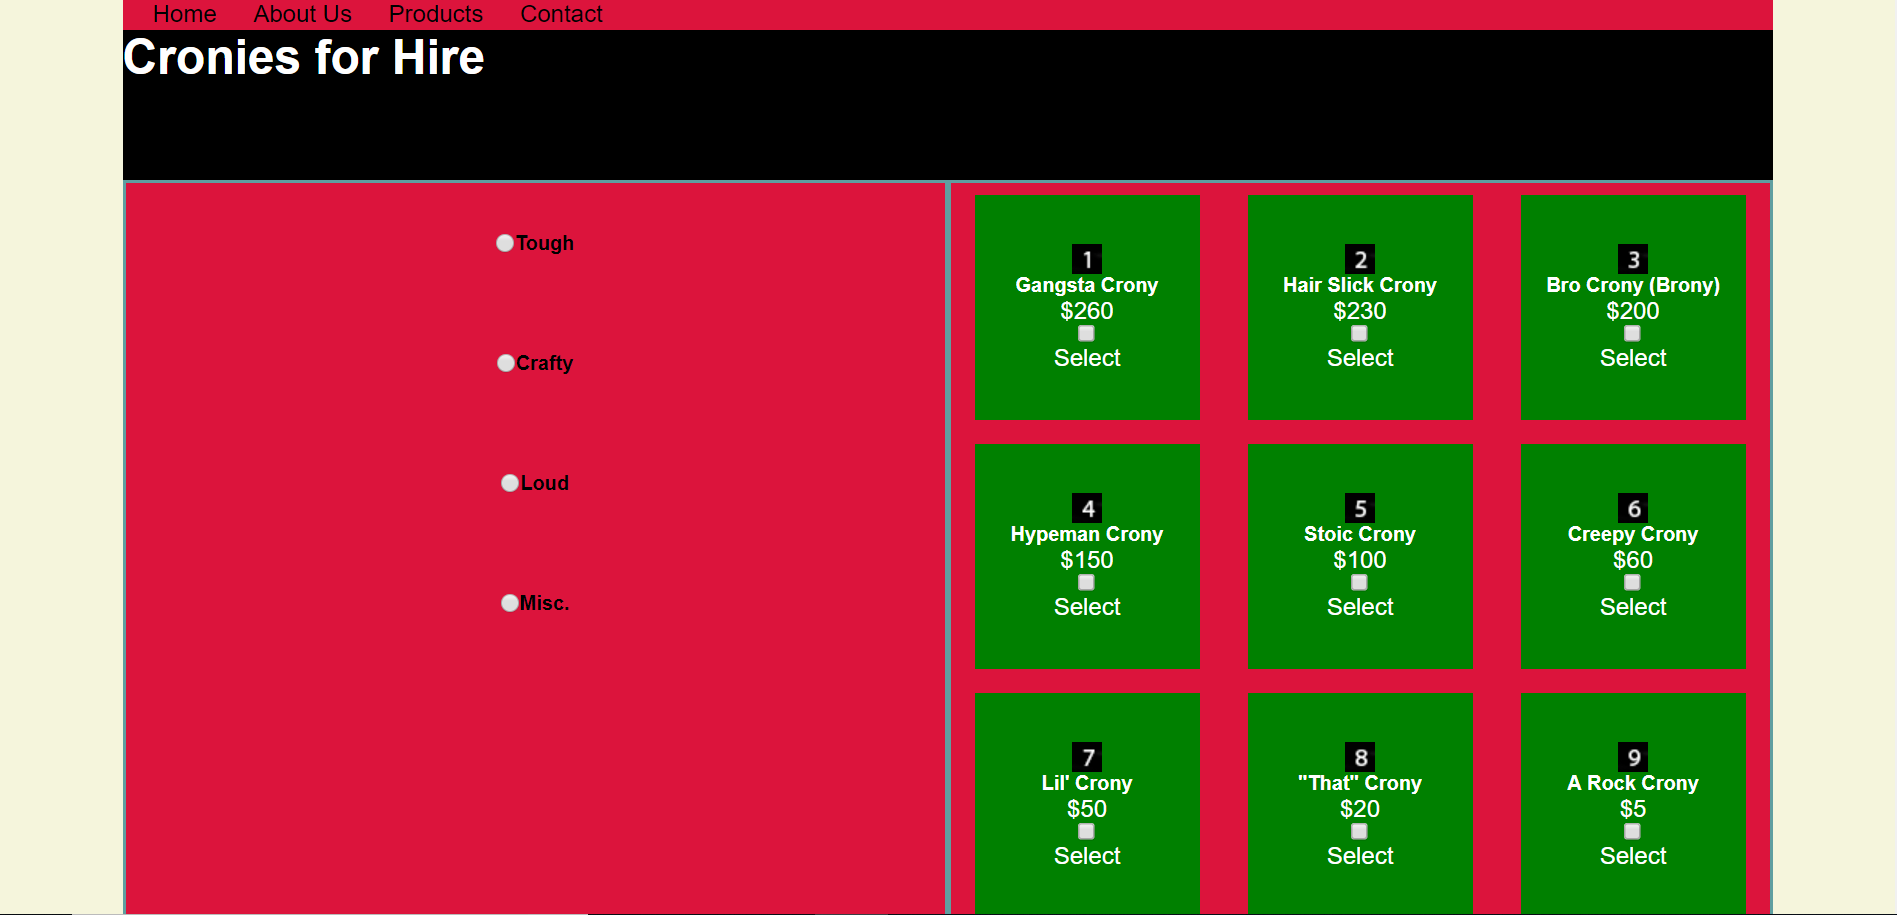 Home About Us Products Contact
Cronies for Hire
Tough
Crafty
Loud
Misc.
1
Gangsta Crony
$260
Select
2
Hair Slick Crony
$230
Select
3
Bro Crony (Brony)
$200
Select
4
Hypeman Crony
$150
Select
5
Stoic Crony
$100
Select
6
Creepy Crony
$60
Select
7
Lil' Crony
$50
Select
8
"That" Crony
$20
Select
9
A Rock Crony
$5
Select